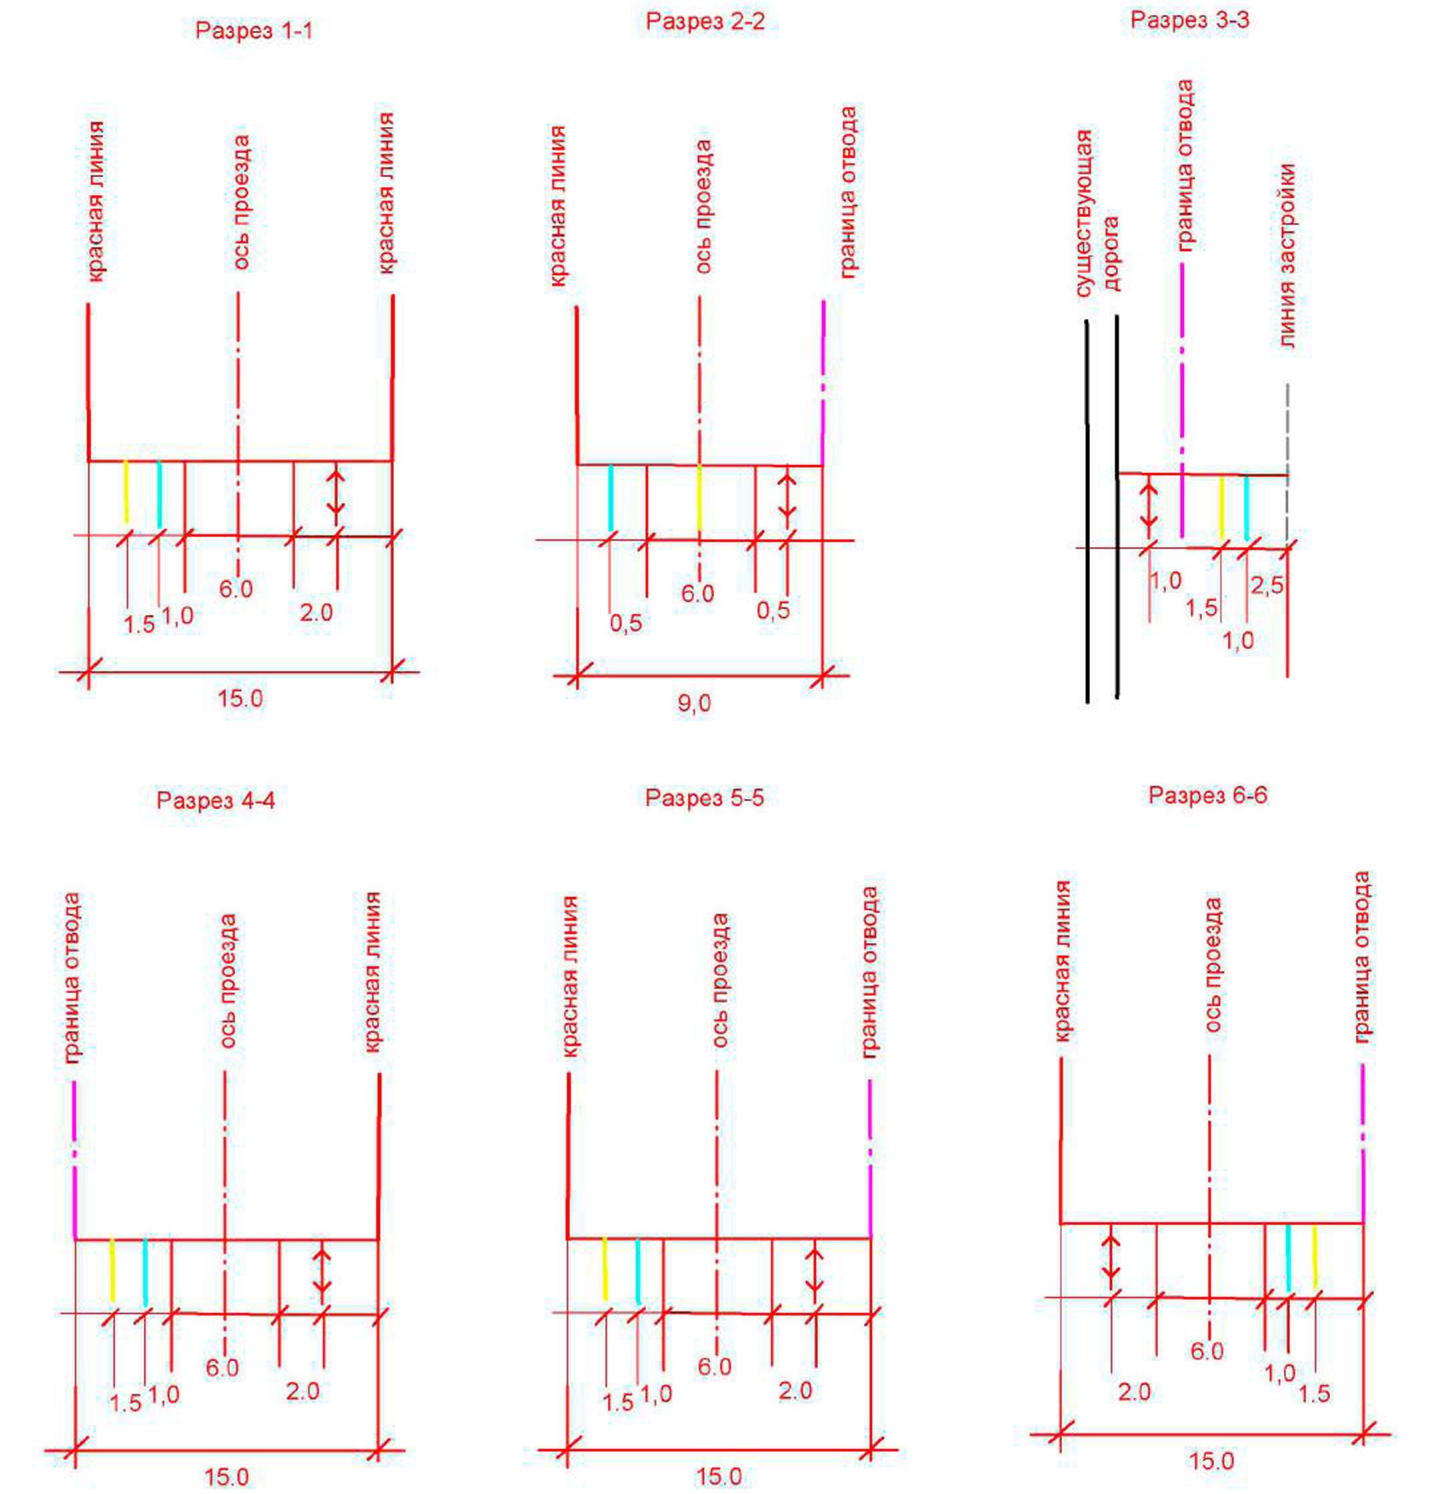 Разрез 1-1
красная линия
ось проезда
красная линия
1.5
1,0
6.0
2.0
15.0
Разрез 2-2
красная линия
ось проезда
граница отвода
0,5
6.0
0,5
9,0
Разрез 3-3
существующая
дорога
граница отвода
линия застройки
1,0
1,5
1,0
2,5
Разрез 4-4
граница отвода
ось проезда
красная линия
1.5
1,0
6.0
2.0
15.0
Разрез 5-5
красная линия
ось проезда
граница отвода
1.5
1,0
6.0
2.0
15.0
Разрез 6-6
красная линия
ось проезда
граница отвода
2.0
6.0
1,0
1.5
15.0